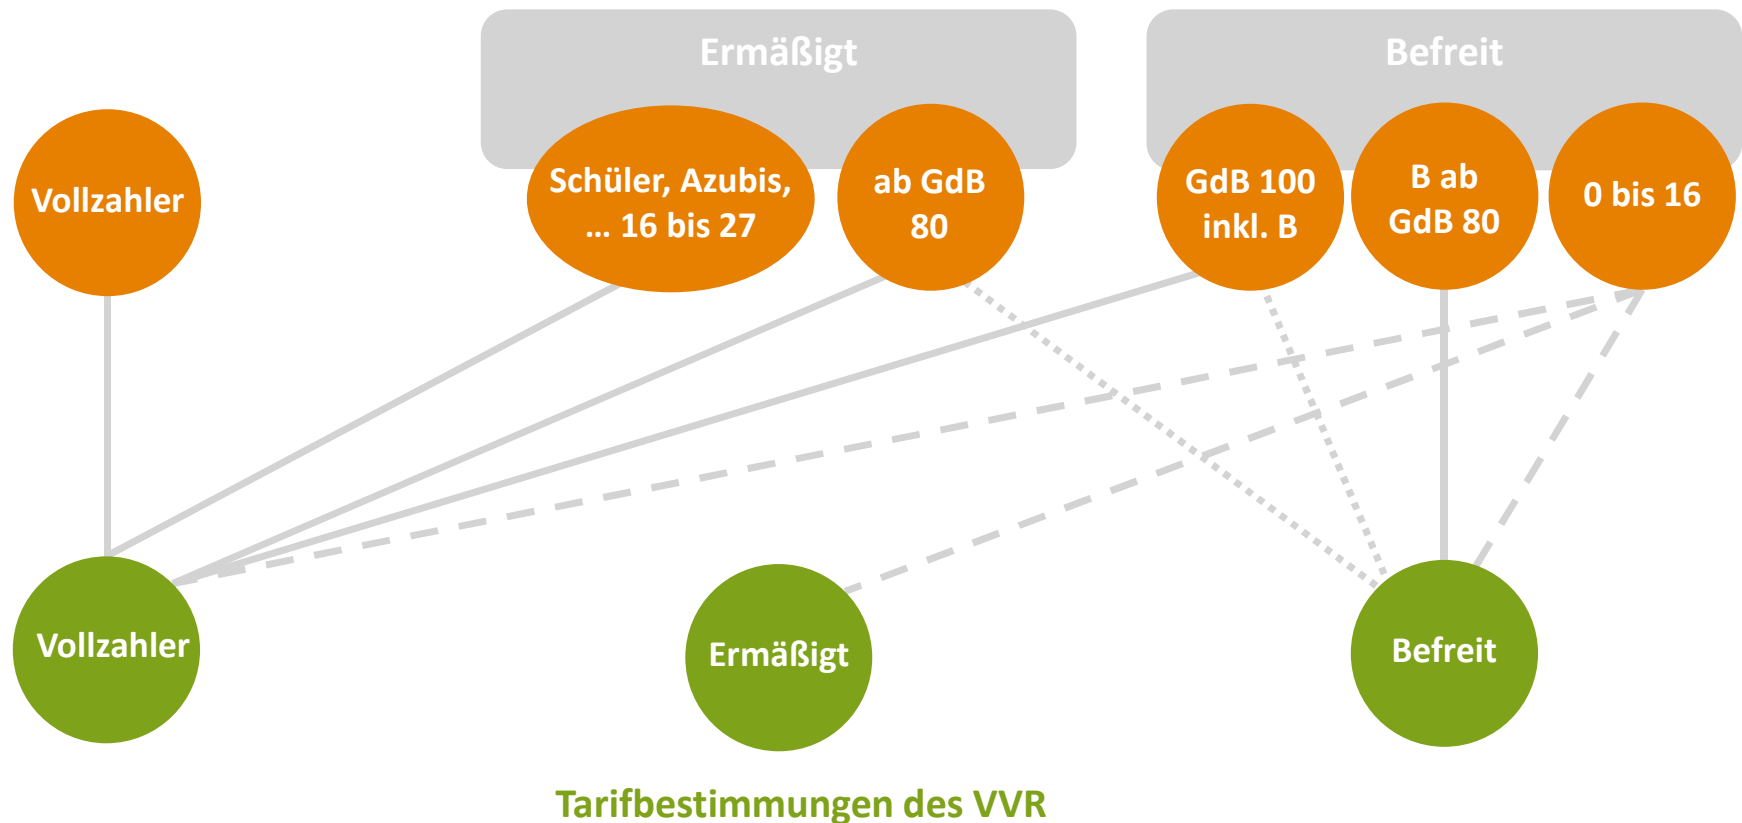 Ermäßigt
Befreit
Vollzahler
Schüler, Azubis,
... 16 bis 27
ab GdB
80
GdB 100
inkl. B
B ab
GdB 80
0 bis 16
Vollzahler
Ermäßigt
Befreit
Tarifbestimmungen des VVR